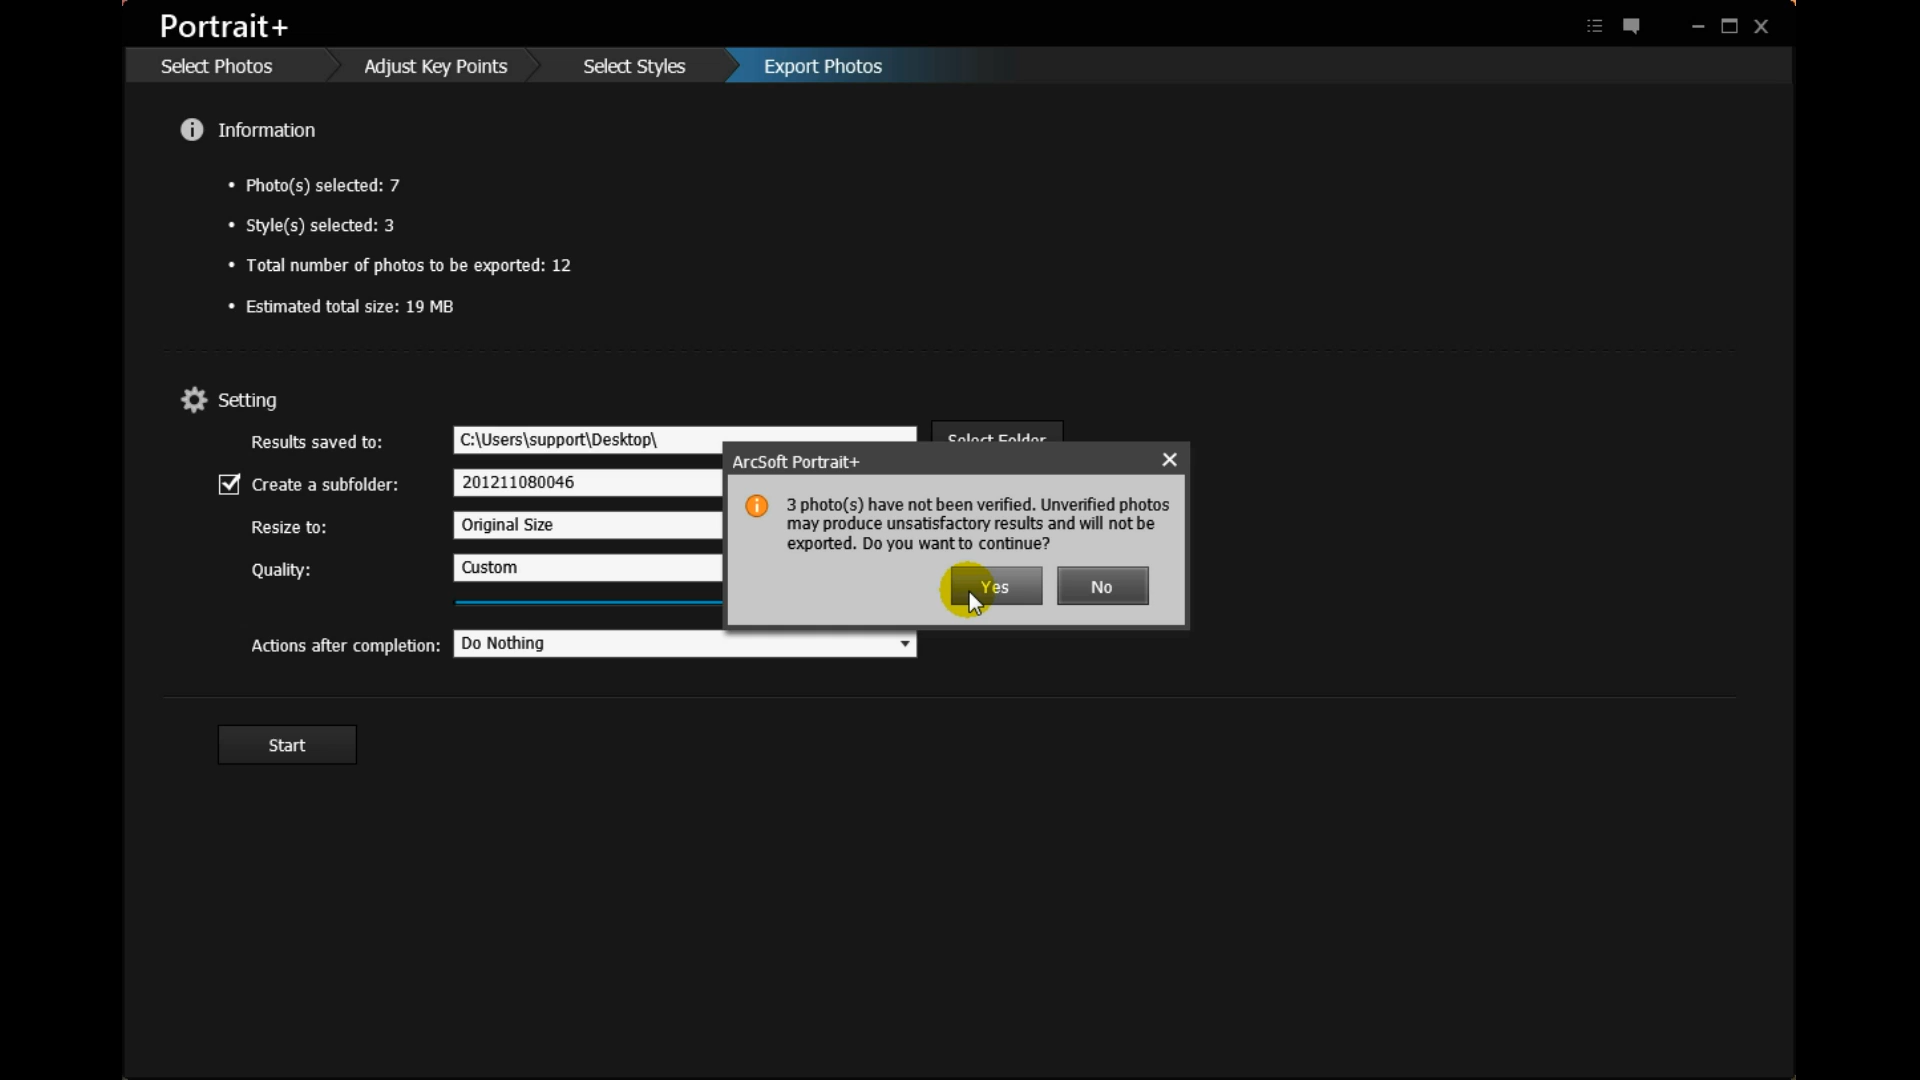 Portrait+
Select Photos
Adjust Key Points
Select Styles
Export Photos
Information
• Photo(s) selected: 7
• Style(s) selected: 3
• Total number of photos to be exported: 12
• Estimated total size: 19 MB
Setting
Results saved to:
C:\Users\support\Desktop\
Select Folder
Create a subfolder:
201211080046
Resize to:
Original Size
Quality:
Custom
Actions after completion:
Do Nothing
ArcSoft Portrait+
3 photo(s) have not been verified. Unverified photos
may produce unsatisfactory results and will not be
exported. Do you want to continue?
Yes
No
Start